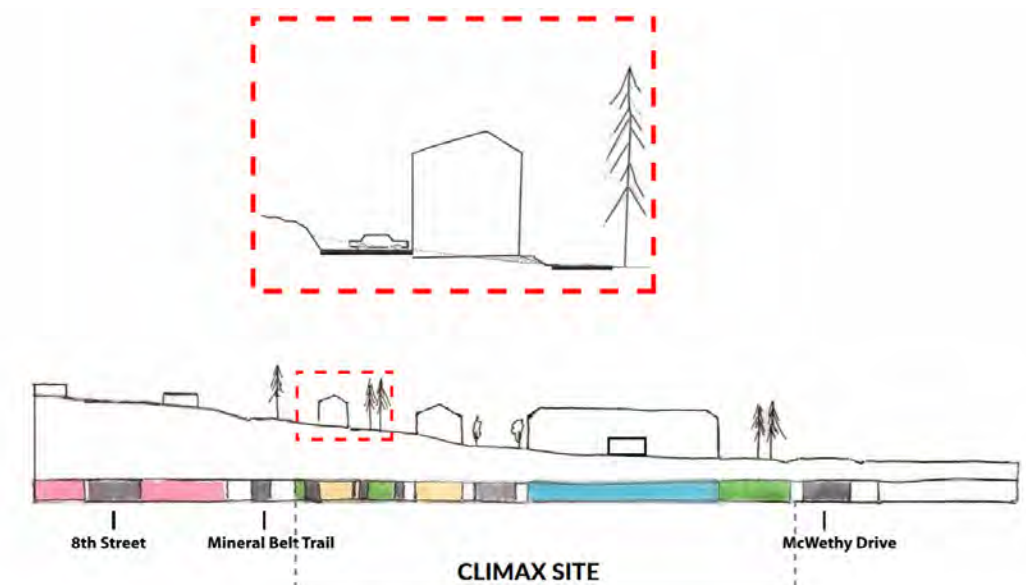 8th Street
Mineral Belt Trail
McWethy Drive
CLIMAX SITE